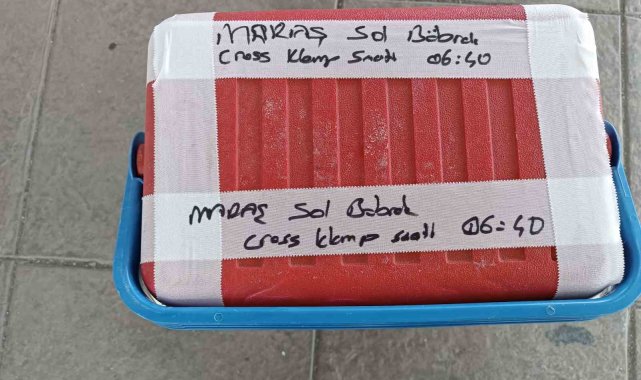 MARAŞ Sol Böbrek
Cross klemp Saati 06:40
MARAŞ Sol Böbrek
cross klemp saati 06:40